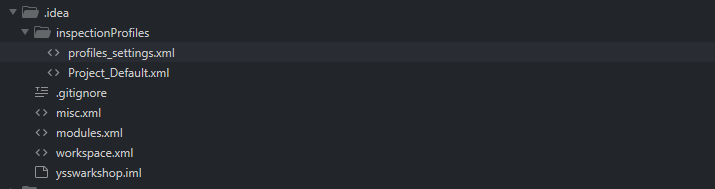 .idea
inspectionProfiles
profiles_settings.xml
Project_Default.xml
.gitignore
misc.xml
modules.xml
workspace.xml
ysswarkshop.iml